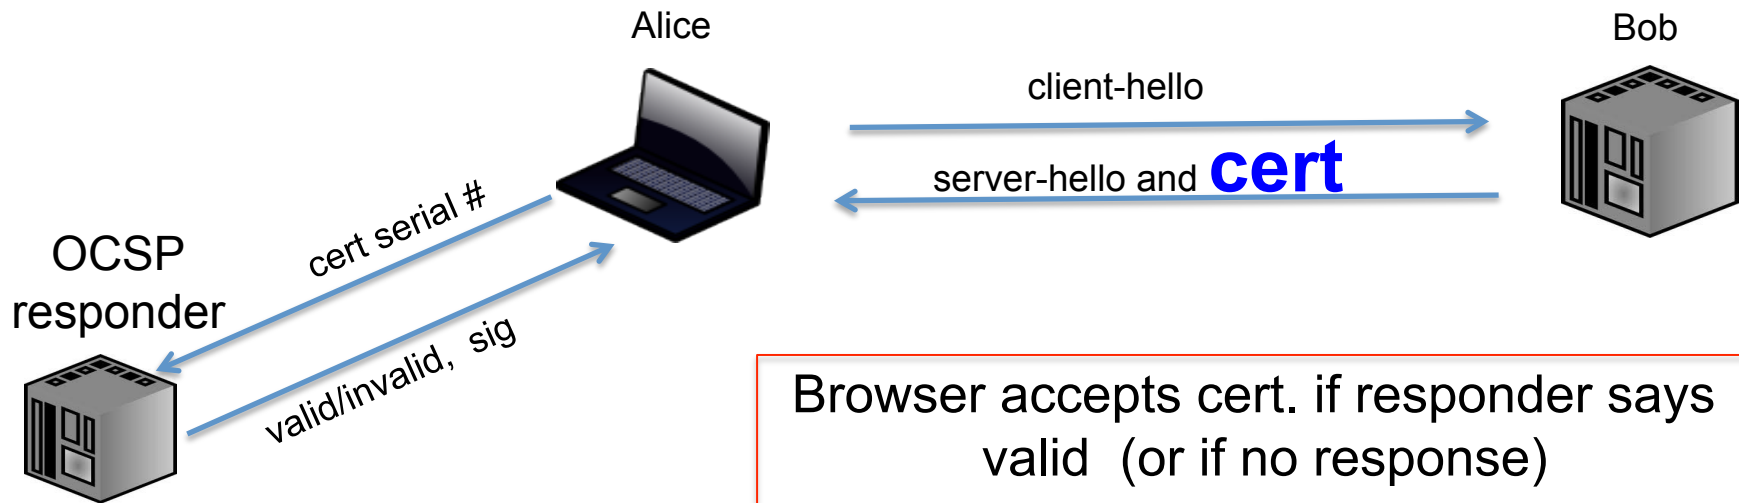 Alice
Bob
client-hello
server-hello and cert
cert serial #
OCSP
responder
valid/invalid, sig
Browser accepts cert. if responder says
valid (or if no response)